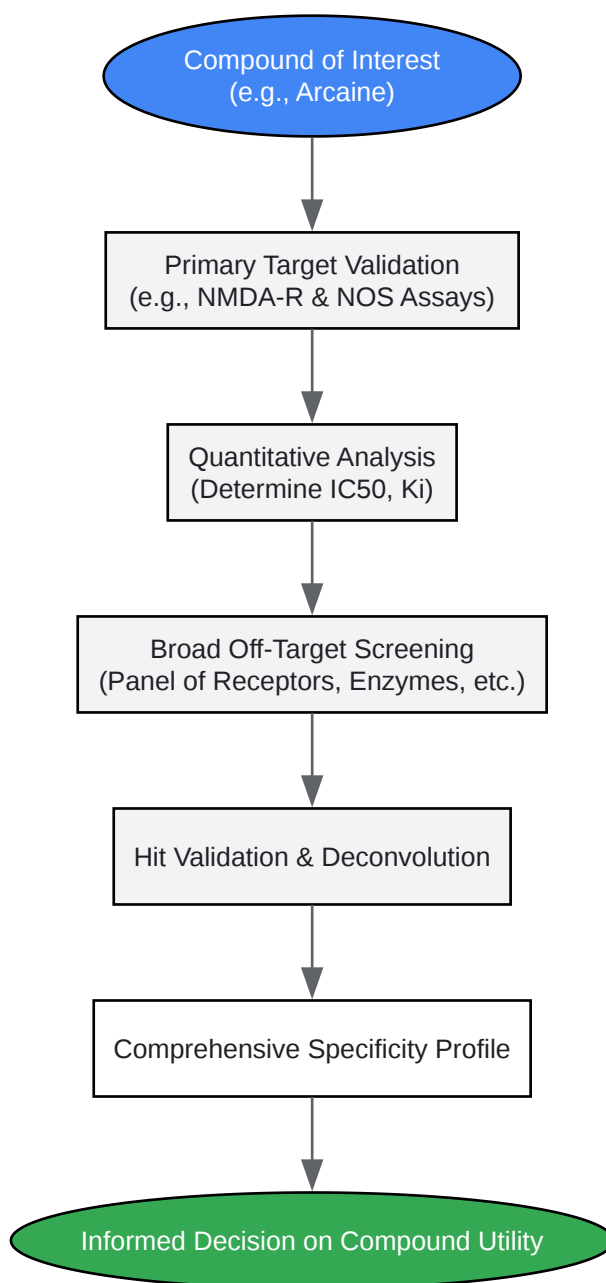 Compound of Interest
(e.g., Arcaine)
Primary Target Validation
(e.g., NMDA-R & NOS Assays)
Quantitative Analysis
(Determine IC50, Ki)
Broad Off-Target Screening
(Panel of Receptors, Enzymes, etc.)
Hit Validation & Deconvolution
Comprehensive Specificity Profile
Informed Decision on Compound Utility